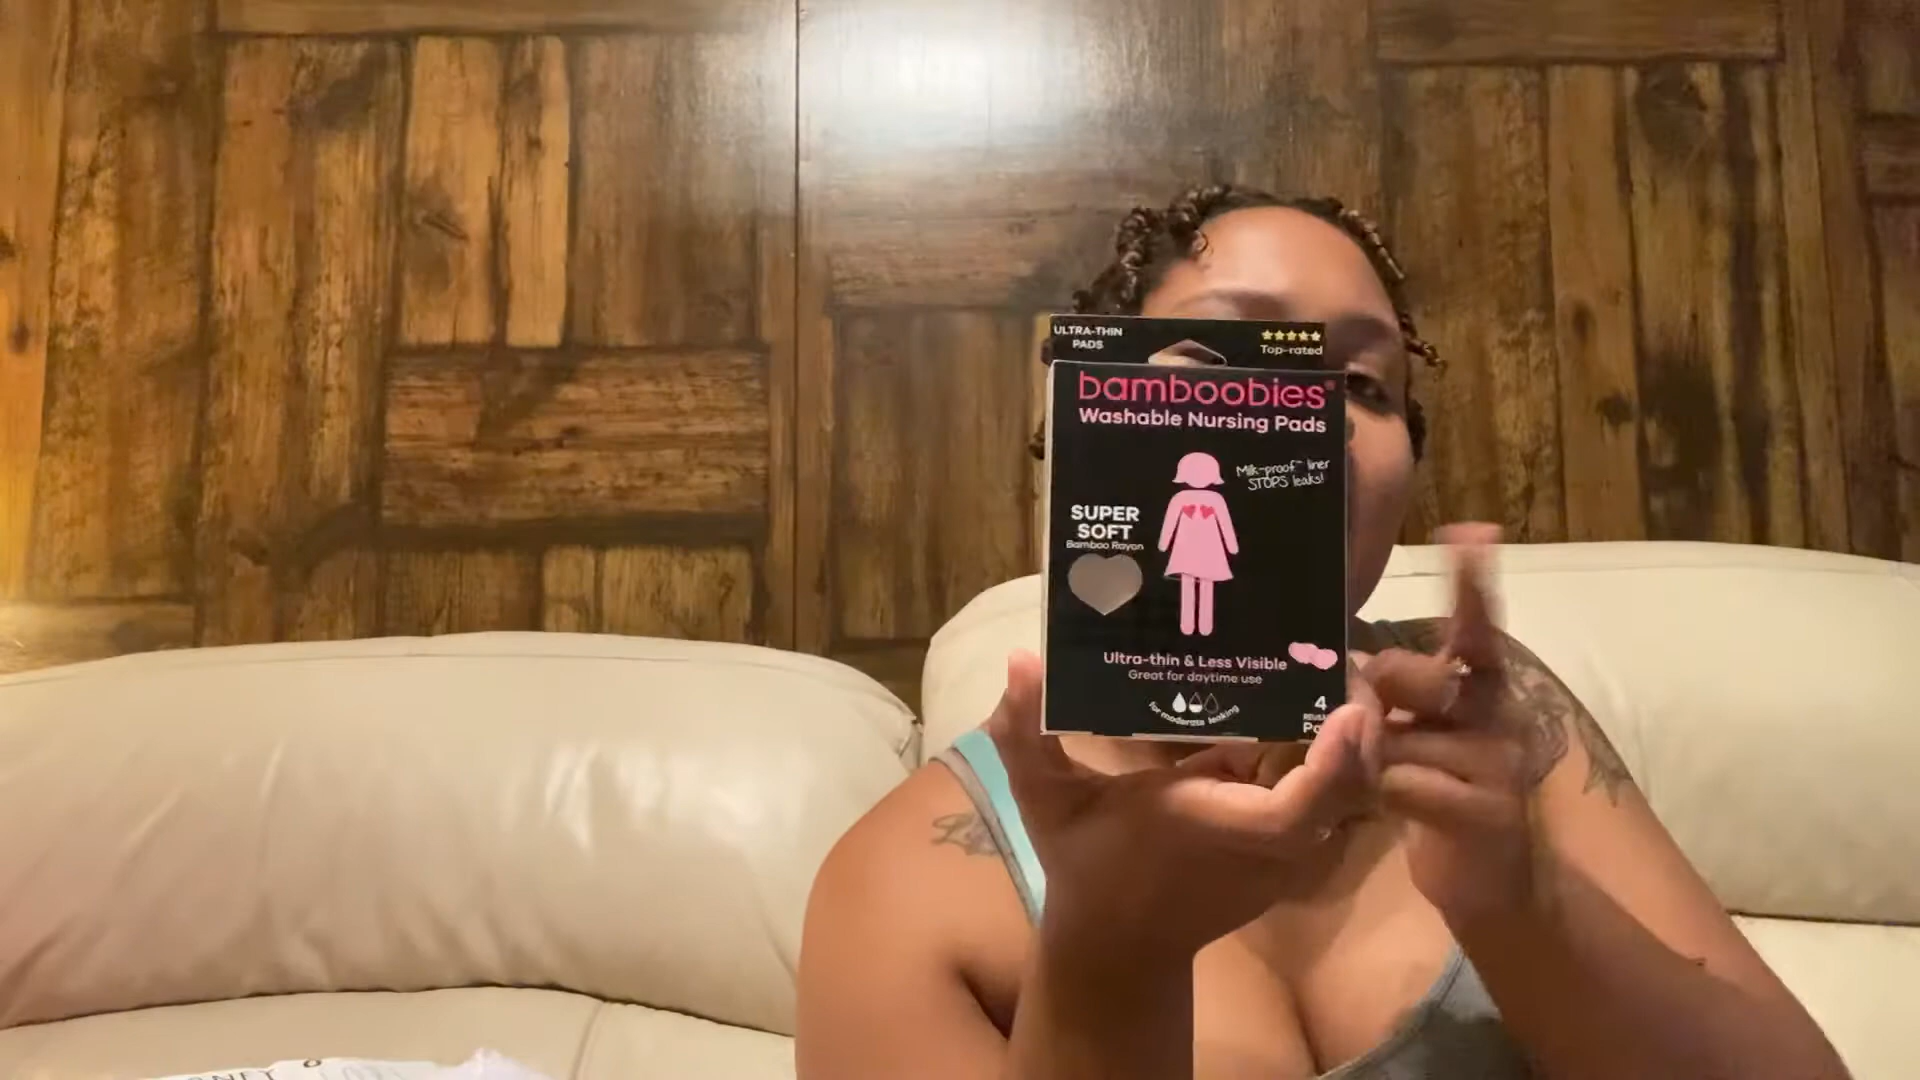 ULTRA-THIN
PADS
Top-rated
bamboobies®
Washable Nursing Pads
Milk-proof™ liner
STOPS leaks!
SUPER
SOFT
Bamboo Rayon
Ultra-thin & Less Visible
Great for daytime use
for moderate leaking
4